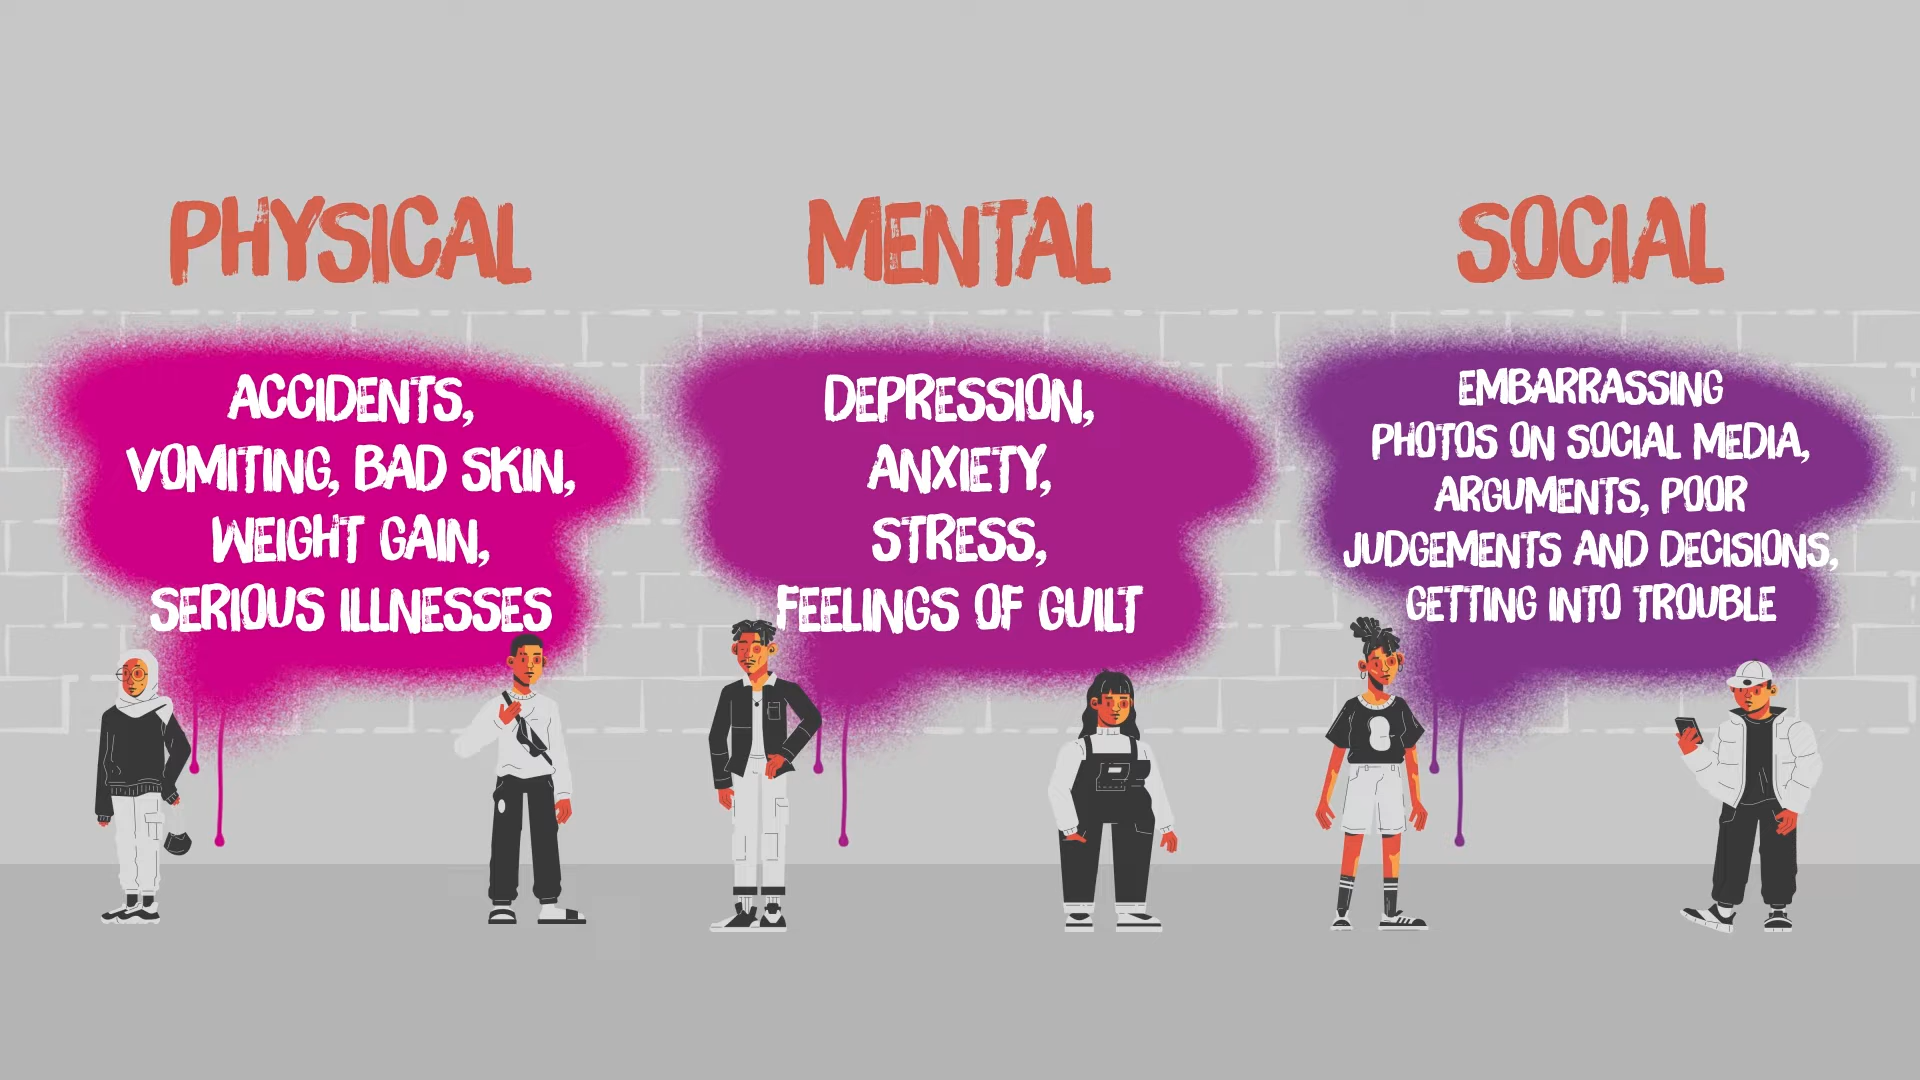 PHYSICAL
ACCIDENTS,
VOMITING, BAD SKIN,
WEIGHT GAIN,
SERIOUS ILLNESSES
MENTAL
DEPRESSION,
ANXIETY,
STRESS,
FEELINGS OF GUILT
SOCIAL
EMBARRASSING
PHOTOS ON SOCIAL MEDIA,
ARGUMENTS, POOR
JUDGEMENTS AND DECISIONS,
GETTING INTO TROUBLE